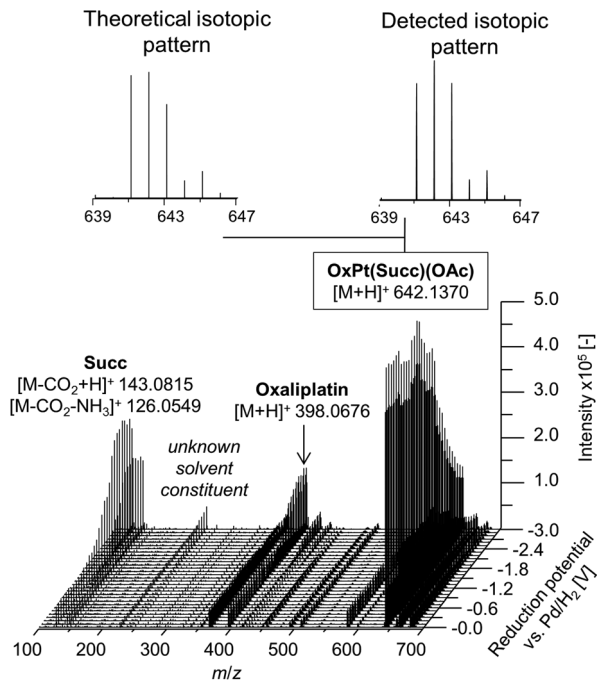 Theoretical isotopic
pattern
Detected isotopic
pattern
639 643 647
639 643 647
OxPt(Succ)(OAc)
[M+H]⁺ 642.1370
Succ
[M-CO₂+H]⁺ 143.0815
[M-CO₂-NH₃]⁺ 126.0549
Oxaliplatin
[M+H]⁺ 398.0676
unknown
solvent
constituent
5.0
4.0
3.0
2.0
1.0
Intensity x10⁵ [-]
-3.0
-2.4
-1.8
-1.2
-0.6
-0.0
Reduction potential
vs. Pd/H₂ [V]
100 200 300 400 500 600 700
m/z